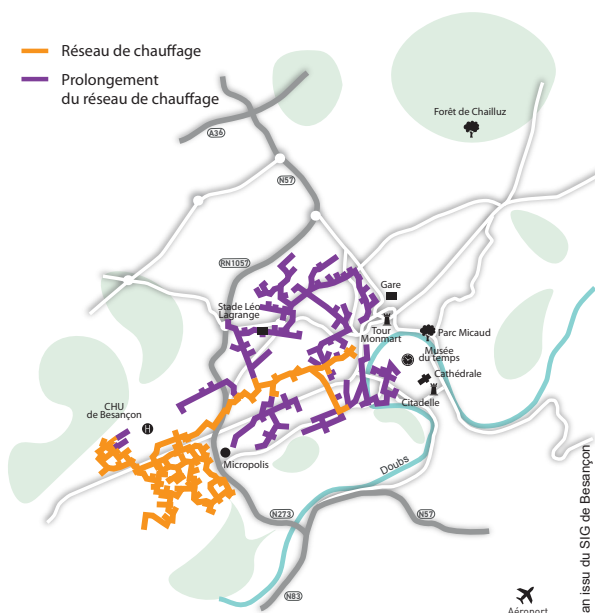 Réseau de chauffage
Prolongement
du réseau de chauffage
Forêt de Chailluz
A36
N57
RN1057
Gare
Stade Léo
Lagrange
Tour
Monmart
Parc Micaud
Musée
du temps
Cathédrale
Citadelle
CHU
de Besançon
H
Micropolis
Doubs
N273
N57
N83
Aéroport
an issu du SIG de Besançon